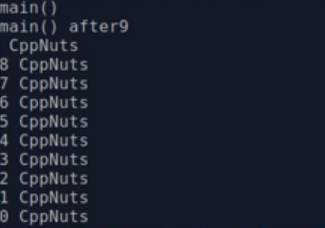 main()
main() after9
 CppNuts
8 CppNuts
7 CppNuts
6 CppNuts
5 CppNuts
4 CppNuts
3 CppNuts
2 CppNuts
1 CppNuts
0 CppNuts